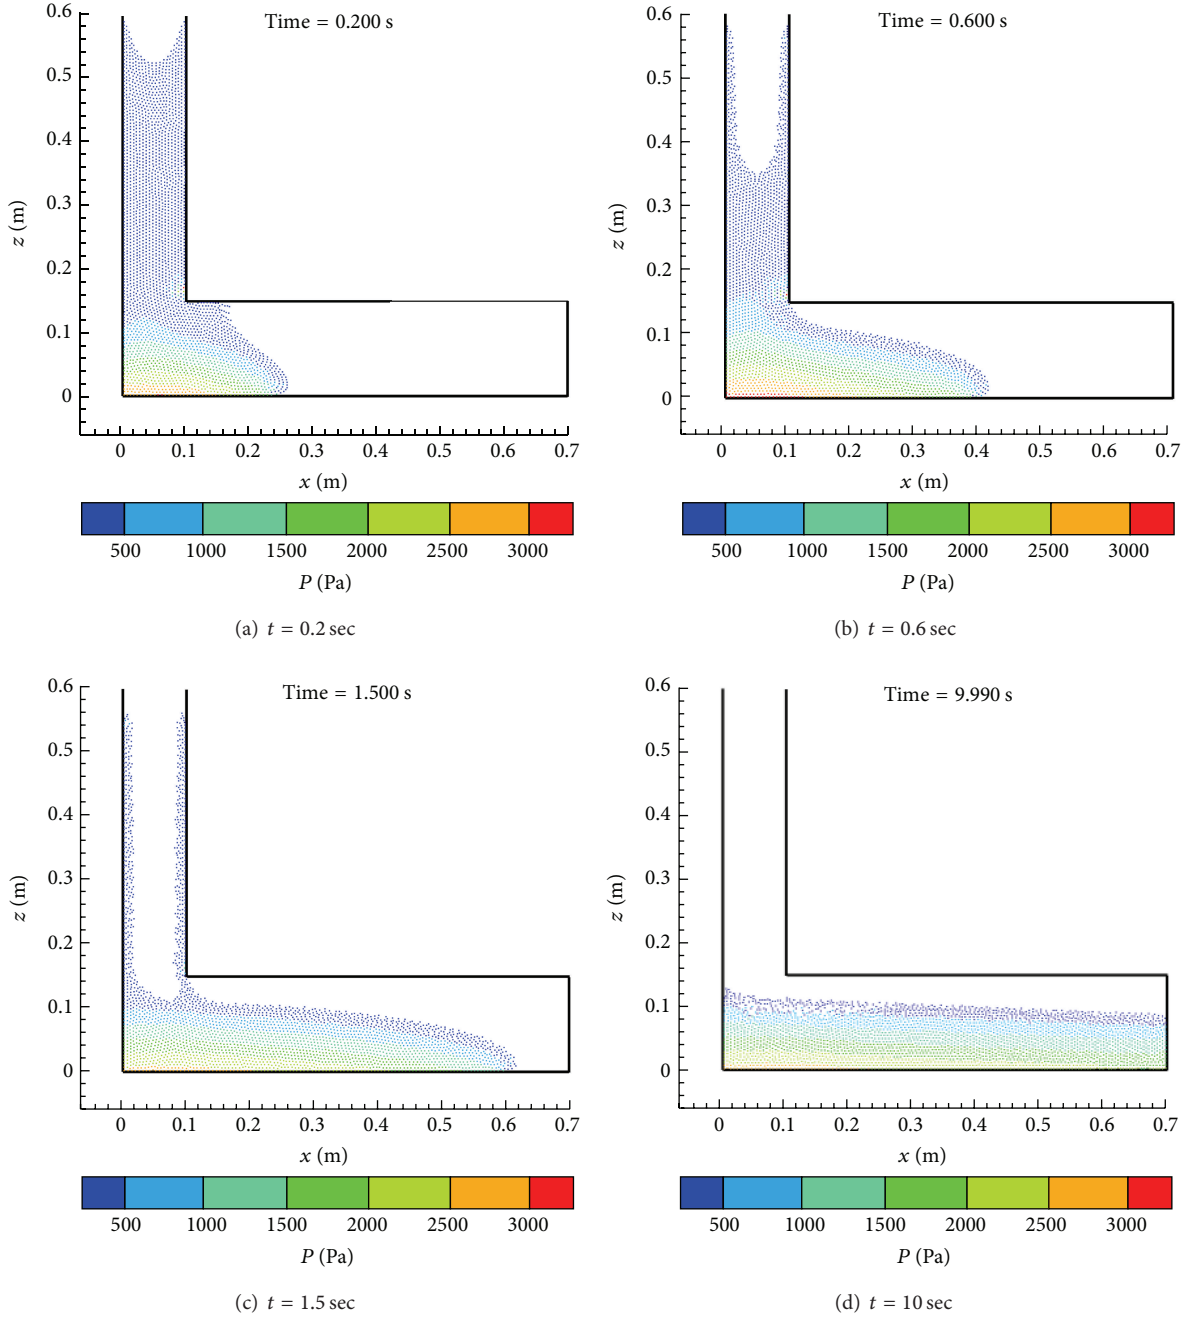 Time = 0.200 s
0.6
0.5
0.4
0.3
0.2
0.1
0
z (m)
0 0.1 0.2 0.3 0.4 0.5 0.6 0.7
x (m)
500 1000 1500 2000 2500 3000
P (Pa)
(a) t = 0.2 sec
Time = 0.600 s
0.6
0.5
0.4
0.3
0.2
0.1
0
z (m)
0 0.1 0.2 0.3 0.4 0.5 0.6 0.7
x (m)
500 1000 1500 2000 2500 3000
P (Pa)
(b) t = 0.6 sec
Time = 1.500 s
0.6
0.5
0.4
0.3
0.2
0.1
0
z (m)
0 0.1 0.2 0.3 0.4 0.5 0.6 0.7
x (m)
500 1000 1500 2000 2500 3000
P (Pa)
(c) t = 1.5 sec
Time = 9.990 s
0.6
0.5
0.4
0.3
0.2
0.1
0
z (m)
0 0.1 0.2 0.3 0.4 0.5 0.6 0.7
x (m)
500 1000 1500 2000 2500 3000
P (Pa)
(d) t = 10 sec